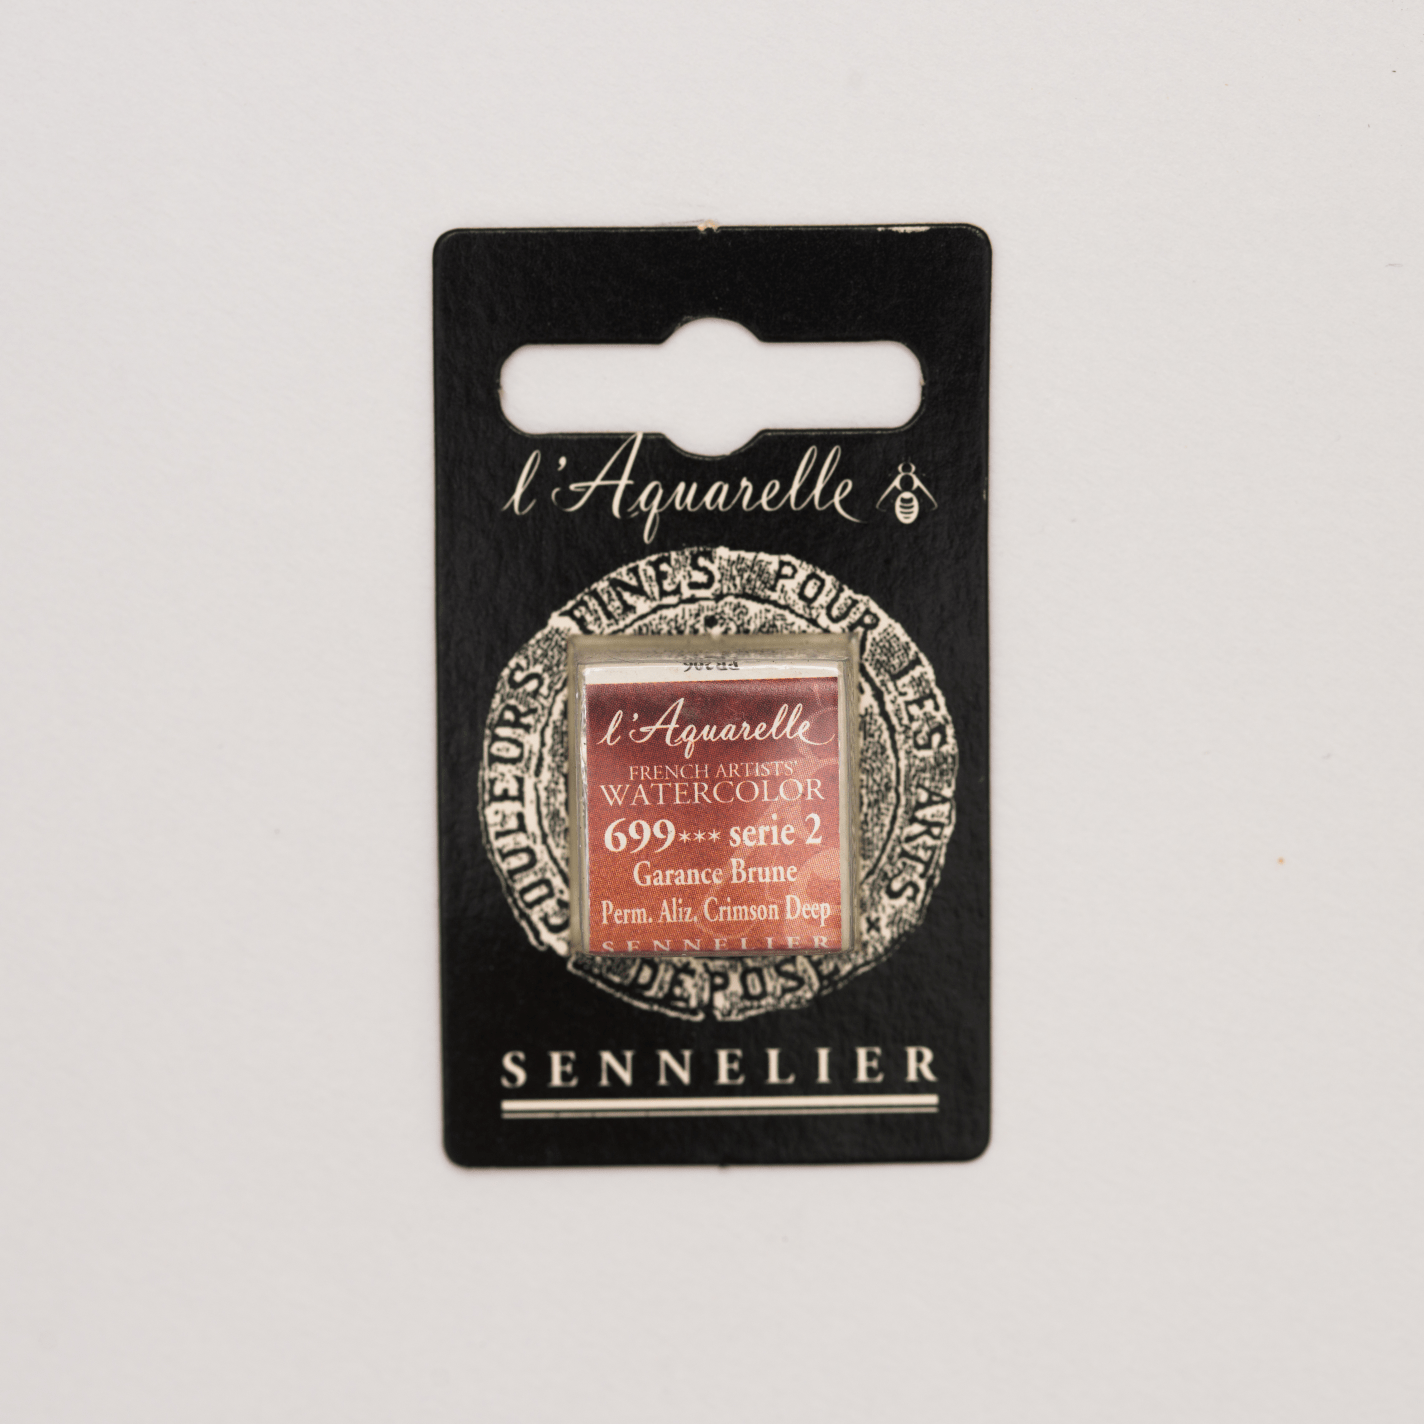 l'Aquarelle
COULEURS FINES POUR LES ARTS
DÉPOSÉ
PR206
l'Aquarelle
FRENCH ARTISTS'
WATERCOLOR
699*** serie 2
Garance Brune
Perm. Aliz. Crimson Deep
SENNELIER
SENNELIER